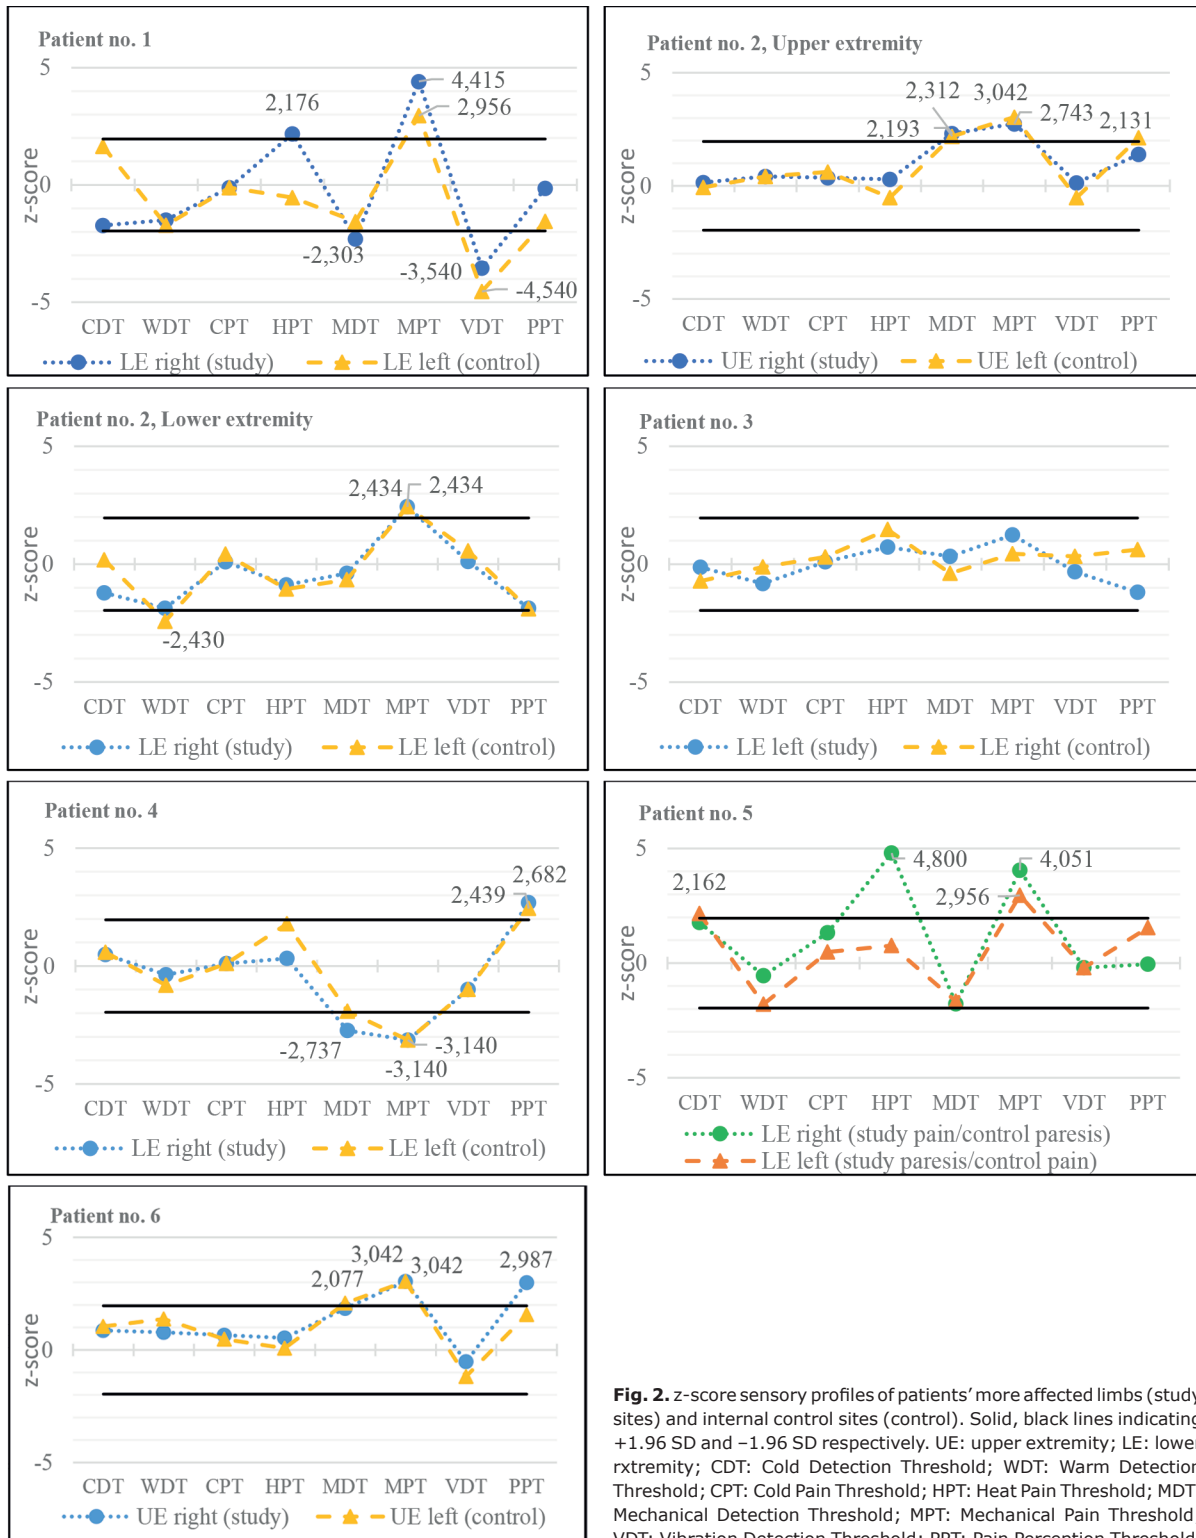 Patient no. 1
5
0
-5
z-score
2,176
4,415
2,956
-2,303
-3,540
-4,540
CDT WDT CPT HPT MDT MPT VDT PPT
LE right (study) LE left (control)
Patient no. 2, Upper extremity
5
0
-5
z-score
2,312
3,042
2,193
2,743
2,131
CDT WDT CPT HPT MDT MPT VDT PPT
UE right (study) UE left (control)
Patient no. 2, Lower extremity
5
0
-5
z-score
2,434 2,434
-2,430
CDT WDT CPT HPT MDT MPT VDT PPT
LE right (study) LE left (control)
Patient no. 3
5
0
-5
z-score
CDT WDT CPT HPT MDT MPT VDT PPT
LE left (study) LE right (control)
Patient no. 4
5
0
-5
z-score
2,682
2,439
-2,737
-3,140
-3,140
CDT WDT CPT HPT MDT MPT VDT PPT
LE right (study) LE left (control)
Patient no. 5
5
0
-5
z-score
2,162
4,800
4,051
2,956
CDT WDT CPT HPT MDT MPT VDT PPT
LE right (study pain/control paresis)
LE left (study paresis/control pain)
Patient no. 6
5
0
-5
z-score
3,042
2,077
3,042
2,987
CDT WDT CPT HPT MDT MPT VDT PPT
UE right (study) UE left (control)
Fig. 2. z-score sensory profiles of patients' more affected limbs (study
sites) and internal control sites (control). Solid, black lines indicating
+1.96 SD and –1.96 SD respectively. UE: upper extremity; LE: lower
rxtremity; CDT: Cold Detection Threshold; WDT: Warm Detection
Threshold; CPT: Cold Pain Threshold; HPT: Heat Pain Threshold; MDT:
Mechanical Detection Threshold; MPT: Mechanical Pain Threshold;
VDT: Vibration Detection Threshold; PPT: Pain Perception Threshold.